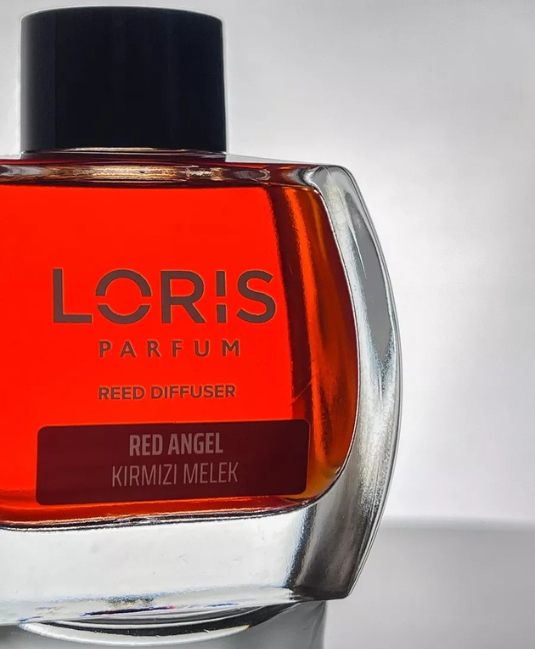 LORIS
PARFUM
REED DIFFUSER
RED ANGEL
KIRMIZI MELEK